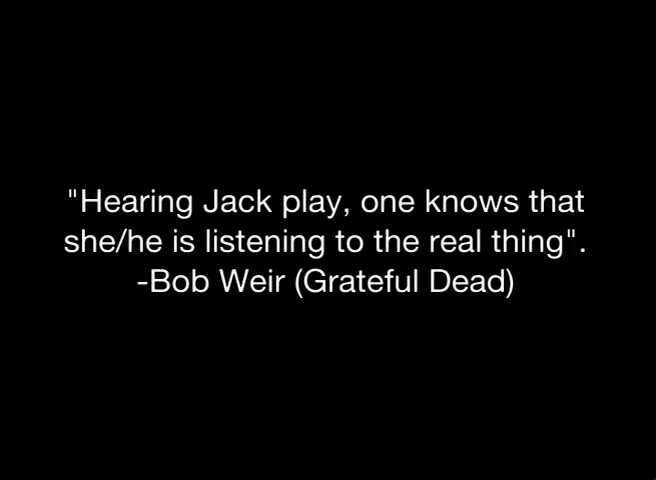 "Hearing Jack play, one knows that
she/he is listening to the real thing".
-Bob Weir (Grateful Dead)